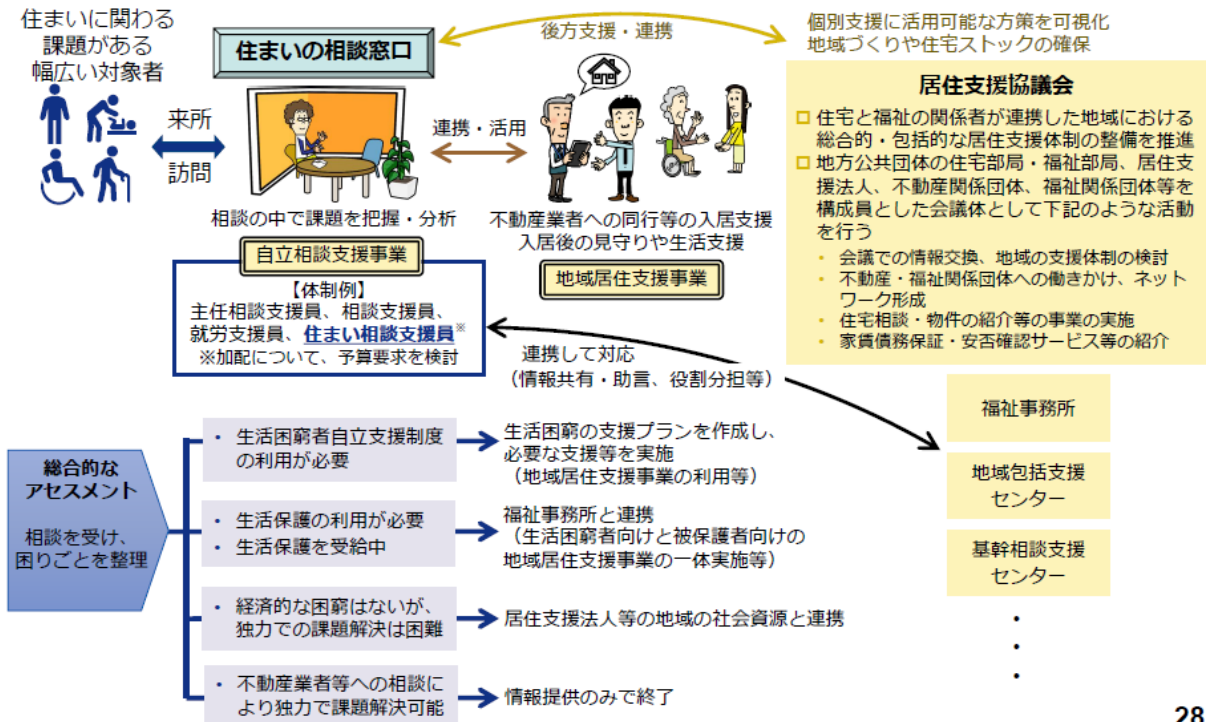 住まいに関わる
課題がある
幅広い対象者
来所
訪問
住まいの相談窓口
相談の中で課題を把握・分析
自立相談支援事業
【体制例】
主任相談支援員、相談支援員、
就労支援員、住まい相談支援員※
※加配について、予算要求を検討
後方支援・連携
連携・活用
不動産業者への同行等の入居支援
入居後の見守りや生活支援
地域居住支援事業
連携して対応
（情報共有・助言、役割分担等）
個別支援に活用可能な方策を可視化
地域づくりや住宅ストックの確保
居住支援協議会
住宅と福祉の関係者が連携した地域における
総合的・包括的な居住支援体制の整備を推進
地方公共団体の住宅部局・福祉部局、居住支
援法人、不動産関係団体、福祉関係団体等を
構成員とした会議体として下記のような活動
を行う
・ 会議での情報交換、地域の支援体制の検討
・ 不動産・福祉関係団体への働きかけ、ネット
ワーク形成
・ 住宅相談・物件の紹介等の事業の実施
・ 家賃債務保証・安否確認サービス等の紹介
福祉事務所
地域包括支援
センター
基幹相談支援
センター
・
・
・
総合的な
アセスメント
相談を受け、
困りごとを整理
・ 生活困窮者自立支援制度
の利用が必要
生活困窮の支援プランを作成し、
必要な支援等を実施
（地域居住支援事業の利用等）
・ 生活保護の利用が必要
・ 生活保護を受給中
福祉事務所と連携
（生活困窮者向けと被保護者向けの
地域居住支援事業の一体実施等）
・ 経済的な困窮はないが、
独力での課題解決は困難
居住支援法人等の地域の社会資源と連携
・ 不動産業者等への相談に
より独力で課題解決可能
情報提供のみで終了
28